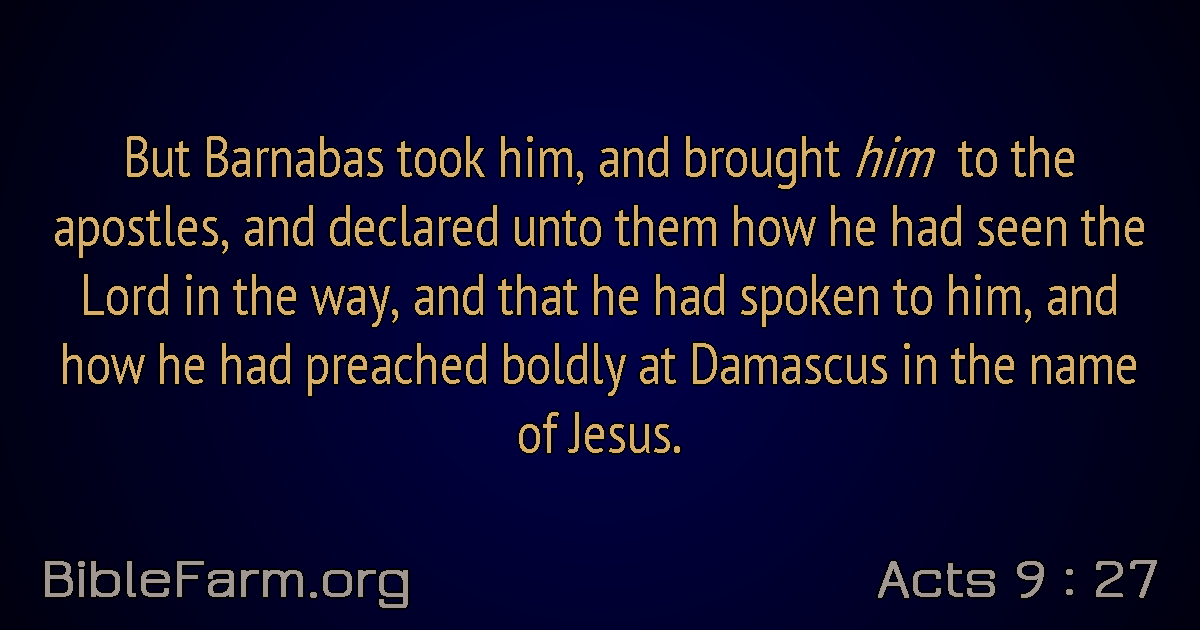 But Barnabas took him, and brought him to the
apostles, and declared unto them how he had seen the
Lord in the way, and that he had spoken to him, and
how he had preached boldly at Damascus in the name
of Jesus.
BibleFarm.org
Acts 9 : 27